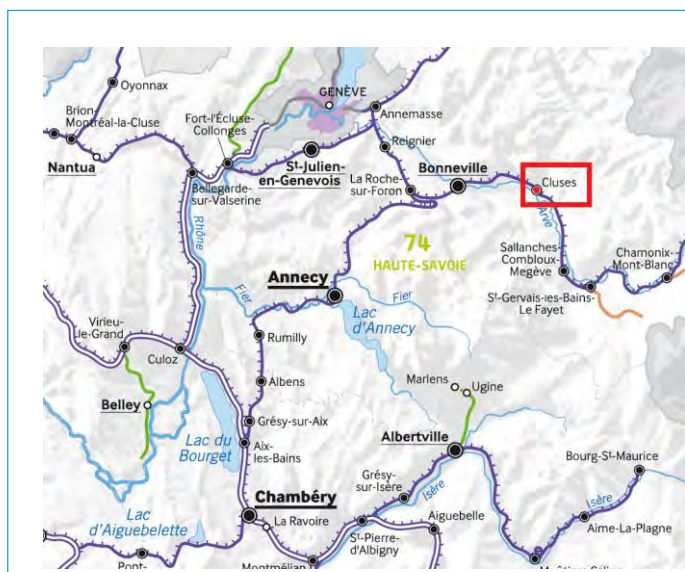 Oyonnax
GENÈVE
Brion-
Montréal-la-Cluse
Fort-l'Écluse-
Collonges
Annemasse
Nantua
St-Julien-
en-Genevois
Reignier
Bonneville
Cluses
La Roche-
sur-Foron
Bellegarde-
sur-Valserine
Rhône
Arve
74
HAUTE-SAVOIE
Sallanches-
Combloux-
Megève
Chamonix-
Mont-Blanc
St-Gervais-les-Bains-
Le Fayet
Annecy
Fier
Fier
Lac
d'Annecy
Virieu-
le-Grand
Culoz
Rumilly
Albens
Marlens
Ugine
Belley
Grésy-sur-Aix
Lac du
Bourget
Aix-
les-Bains
Albertville
Bourg-St-Maurice
Grésy-
sur-Isère
Isère
Isère
Chambéry
Lac
d'Aiguebelette
La Ravoire
Aiguebelle
Aime-La-Plagne
St-Pierre-
d'Albigny
Pont-
Montmélian